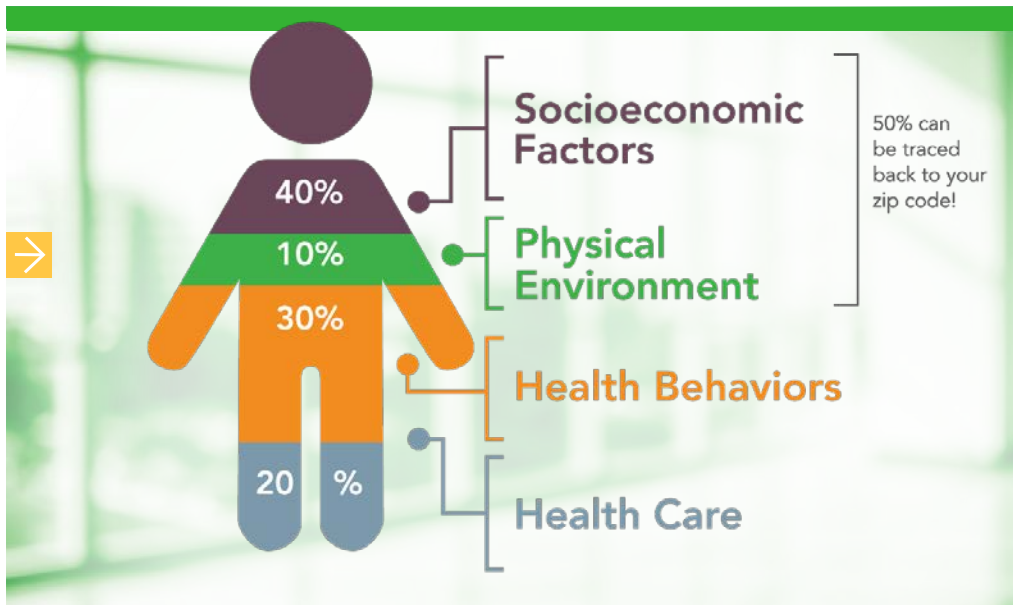 Socioeconomic
Factors
40%
50% can
be traced
back to your
zip code!
Physical
Environment
10%
30%
Health Behaviors
20 %
Health Care